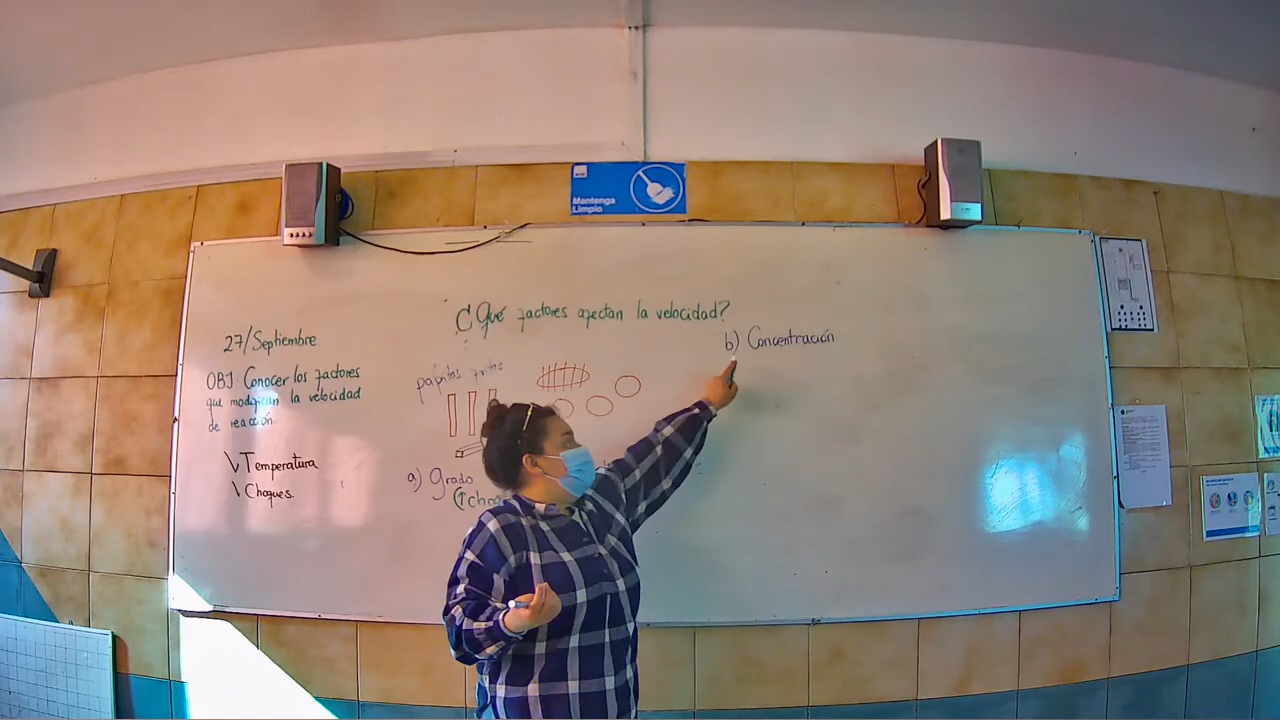 Mantenga
Limpio
¿Qué factores afectan la velocidad?
27/Septiembre
OBJ: Conocer los factores
que modifican la velocidad
de reacción.
Temperatura
Choques
papitas fritas
a) Grado
b) Concentración